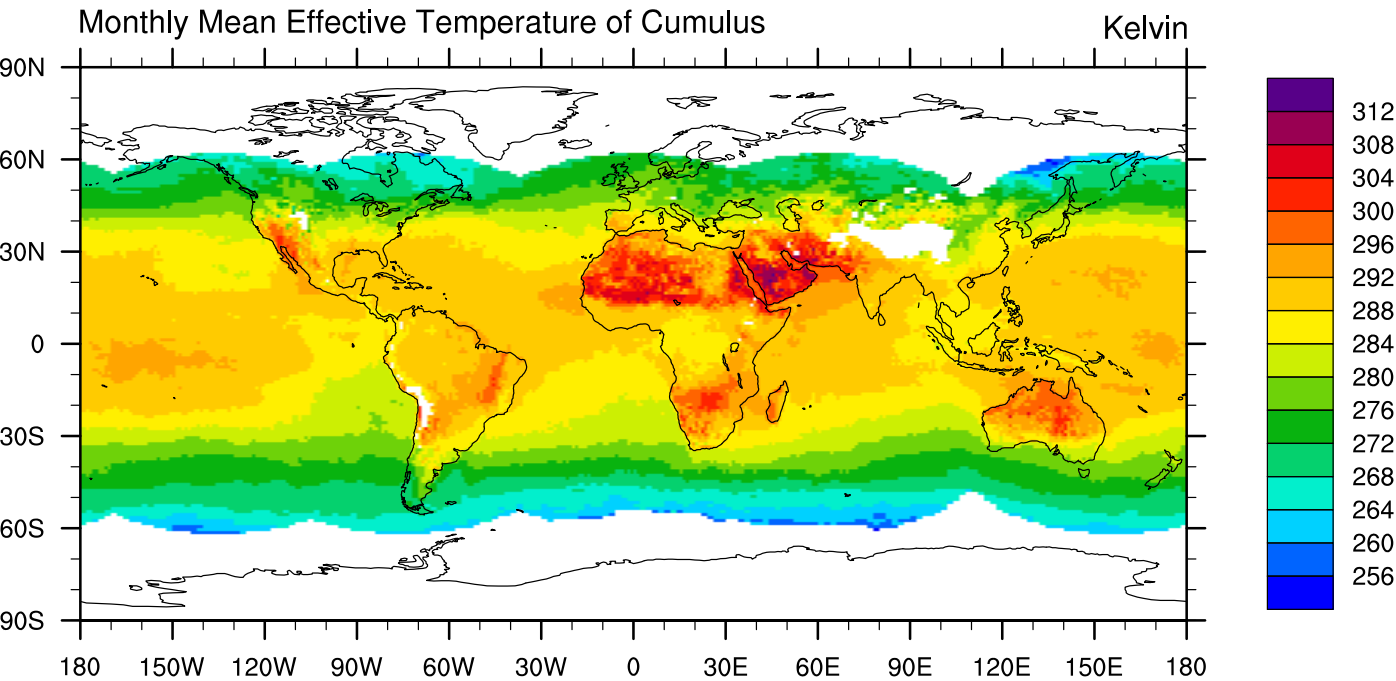 Monthly Mean Effective Temperature of Cumulus
Kelvin
90N
60N
30N
0
30S
60S
90S
180 150W 120W 90W 60W 30W 0 30E 60E 90E 120E 150E 180
312
308
304
300
296
292
288
284
280
276
272
268
264
260
256